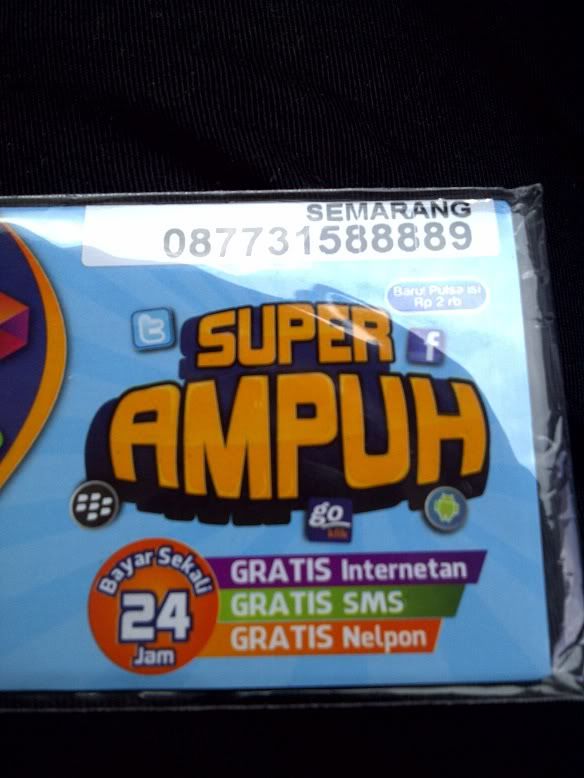 SEMARANG
087731588889
Baru! Pulsa isi
Rp 2 rb
SUPER
AMPUH
go
klik
Bayar Sekali
24
Jam
GRATIS Internetan
GRATIS SMS
GRATIS Nelpon